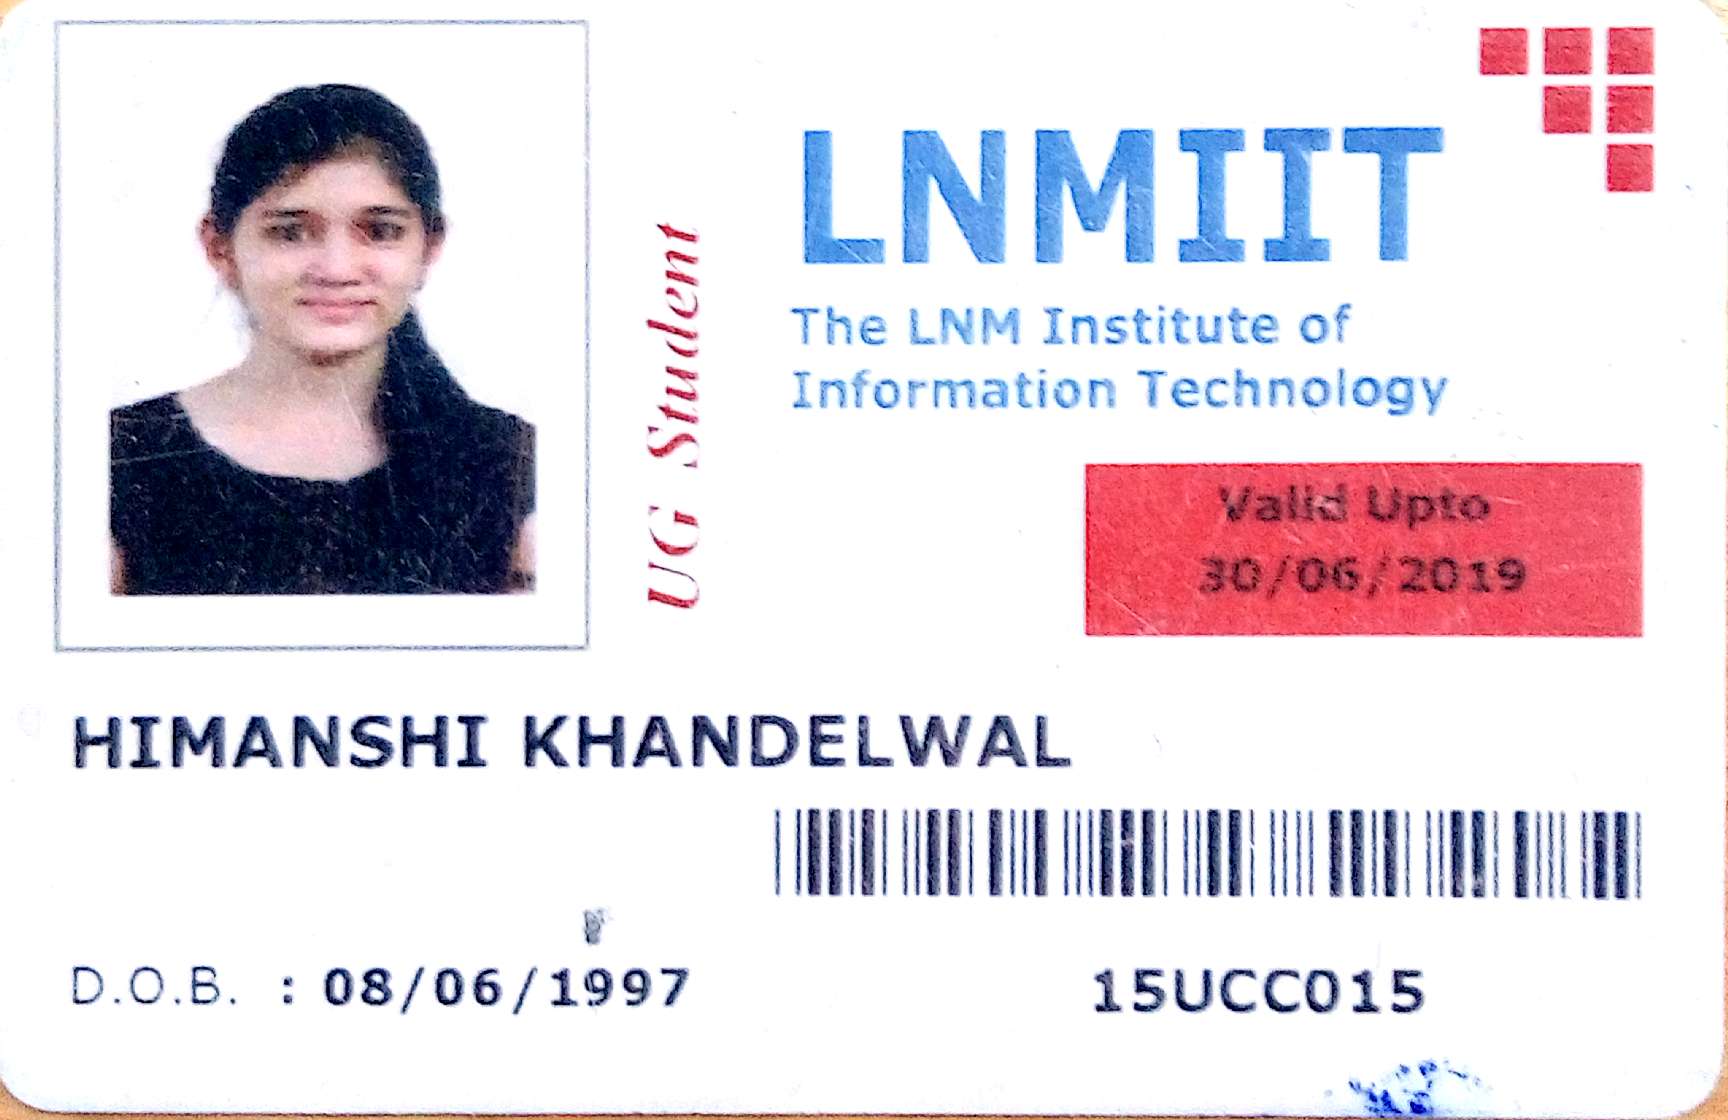 LNMIIT
The LNM Institute of
Information Technology
UG Student
Valid Upto
30/06/2019
HIMANSHI KHANDELWAL
D.O.B. : 08/06/1997
15UCC015